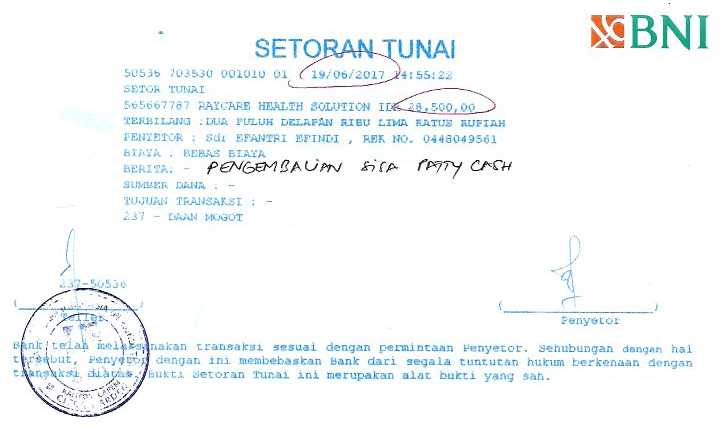 BNI
SETORAN TUNAI
50536 703530 001010 01 19/06/2017 14:55:22
SETOR TUNAI
565667787 RAYCARE HEALTH SOLUTION IDR 28,500,00
TERBILANG :DUA PULUH DELAPAN RIBU LIMA RATUS RUPIAH
PENYETOR : Sdr EFANTRI EFINDI , REK NO. 0448049561
BIAYA : BEBAS BIAYA
BERITA: - PENGEMBALIAN SISA PATTY CASH
SUMBER DANA : -
TUJUAN TRANSAKSI : -
237 - DAAN MOGOT
237-50536
Teller
Penyetor
Bank telah melaksanakan transaksi sesuai dengan permintaan Penyetor. Sehubungan dangan hal
tersebut, Penyetor dengan ini membebaskan Bank dari segala tuntutan hukum berkenaan dengan
transaksi diatas. Bukti Setoran Tunai ini merupakan alat bukti yang sah.